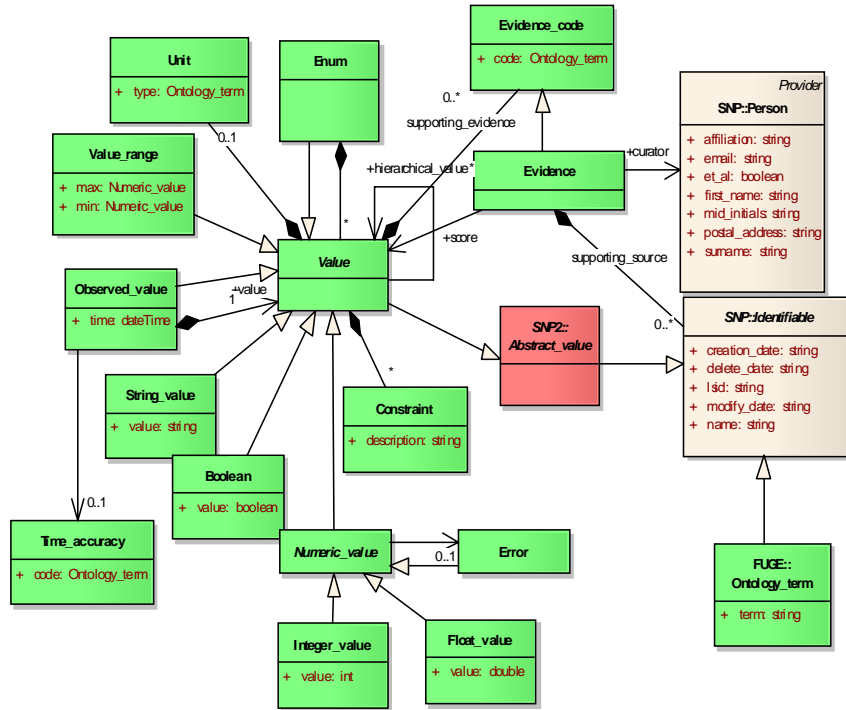 Evidence_code
+ code: Ontology_term
Unit
+ type: Ontology_term
Enum
Provider
SNP::Person
+ affiliation: string
+ email: string
+ et_al: boolean
+ first_name: string
+ mid_initials: string
+ postal_address: string
+ surname: string
0..*
supporting_evidence
0..1
Value_range
+ max: Numeric_value
+ min: Numeric_value
+hierarchical_value*
Evidence
+curator
*
Value
+score
supporting_source
Observed_value
+ time: dateTime
+value
1
SNP2::
Abstract_value
0..*
SNP::Identifiable
+ creation_date: string
+ delete_date: string
+ lsid: string
+ modify_date: string
+ name: string
String_value
+ value: string
*
Constraint
+ description: string
Boolean
+ value: boolean
0..1
Time_accuracy
+ code: Ontology_term
Numeric_value
0..1
Error
FUGE::
Ontology_term
+ term: string
Integer_value
+ value: int
Float_value
+ value: double